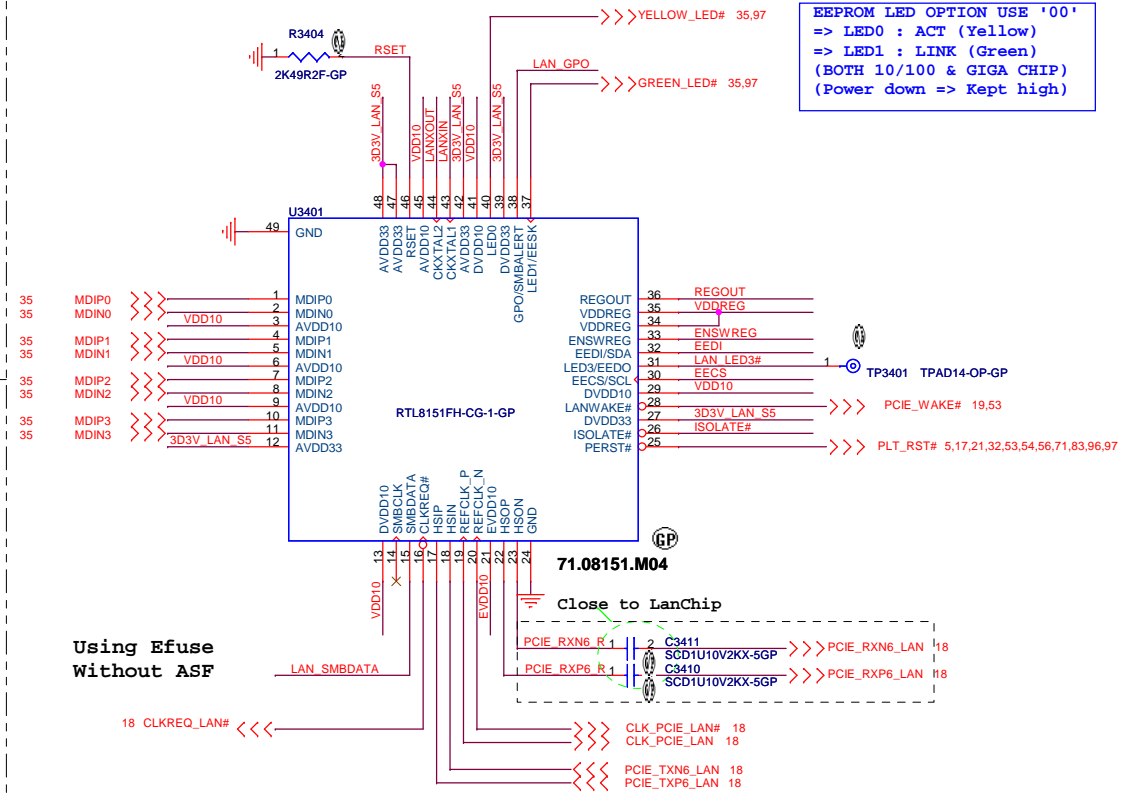 R3404
1
RSET
2K49R2F-GP
YELLOW_LED# 35,97
LAN_GPO
GREEN_LED# 35,97
EEPROM LED OPTION USE '00'
=> LED0 : ACT (Yellow)
=> LED1 : LINK (Green)
(BOTH 10/100 & GIGA CHIP)
(Power down => Kept high)
3D3V_LAN_S5
VDD10
LANXOUT
LANXIN
3D3V_LAN_S5
VDD10
3D3V_LAN_S5
48
47
46
45
44
43
42
41
40
39
38
37
U3401
AVDD33
AVDD33
RSET
AVDD10
CKXTAL2
CKXTAL1
AVDD33
DVDD10
LED0
DVDD33
GPO/SMBALERT
LED1/EESK
49 GND
35 MDIP0 1 MDIP0
35 MDIN0 2 MDIN0
VDD10 3 AVDD10
35 MDIP1 4 MDIP1
35 MDIN1 5 MDIN1
VDD10 6 AVDD10
35 MDIP2 7 MDIP2
35 MDIN2 8 MDIN2
VDD10 9 AVDD10
35 MDIP3 10 MDIP3
35 MDIN3 11 MDIN3
3D3V_LAN_S5 12 AVDD33
RTL8151FH-CG-1-GP
REGOUT 36 REGOUT
VDDREG 35 VDDREG
VDDREG 34
ENSWREG 33 ENSWREG
EEDI/SDA 32 EEDI
LED3/EEDO 31 LAN_LED3#
1 TP3401 TPAD14-OP-GP
EECS/SCL 30 EECS
DVDD10 29 VDD10
LANWAKE# 28 PCIE_WAKE# 19,53
DVDD33 27 3D3V_LAN_S5
ISOLATE# 26 ISOLATE#
PERST# 25 PLT_RST# 5,17,21,32,53,54,56,71,83,96,97
DVDD10
SMBCLK
SMBDATA
CLKREQ#
HSIP
HSIN
REFCLK_P
REFCLK_N
EVDD10
HSOP
HSON
GND
13
14
15
16
17
18
19
20
21
22
23
24
GP
71.08151.M04
VDD10
EVDD10
Close to LanChip
PCIE_RXN6_R 1 2 C3411 PCIE_RXN6_LAN 18
SCD1U10V2KX-5GP
PCIE_RXP6_R 1 C3410 PCIE_RXP6_LAN 18
SCD1U10V2KX-5GP
Using Efuse
Without ASF
LAN_SMBDATA
18 CLKREQ_LAN#
CLK_PCIE_LAN# 18
CLK_PCIE_LAN 18
PCIE_TXN6_LAN 18
PCIE_TXP6_LAN 18